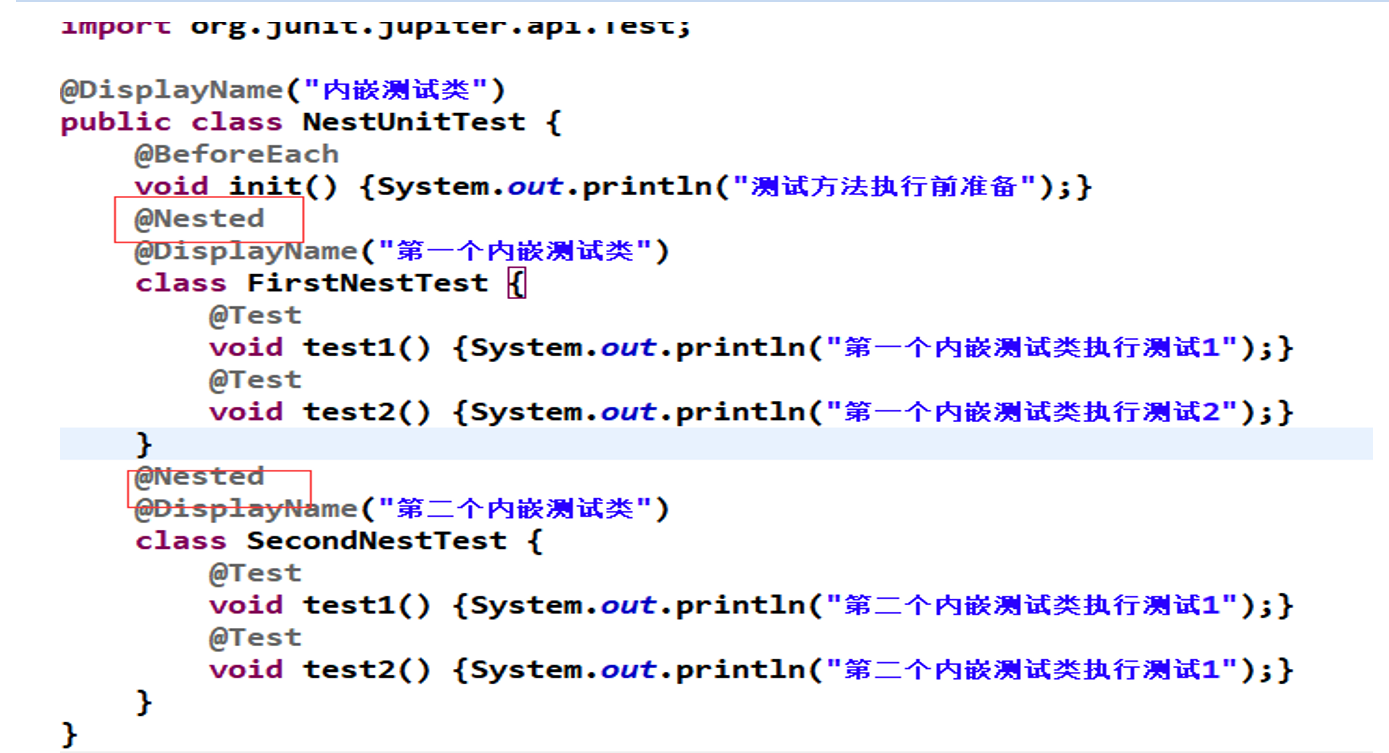 import org.junit.jupiter.api.Test;
@DisplayName("内嵌测试类")
public class NestUnitTest {
@BeforeEach
void init() {System.out.println("测试方法执行前准备");}
@Nested
@DisplayName("第一个内嵌测试类")
class FirstNestTest {
@Test
void test1() {System.out.println("第一个内嵌测试类执行测试1");}
@Test
void test2() {System.out.println("第一个内嵌测试类执行测试2");}
}
@Nested
@DisplayName("第二个内嵌测试类")
class SecondNestTest {
@Test
void test1() {System.out.println("第二个内嵌测试类执行测试1");}
@Test
void test2() {System.out.println("第二个内嵌测试类执行测试1");}
}
}